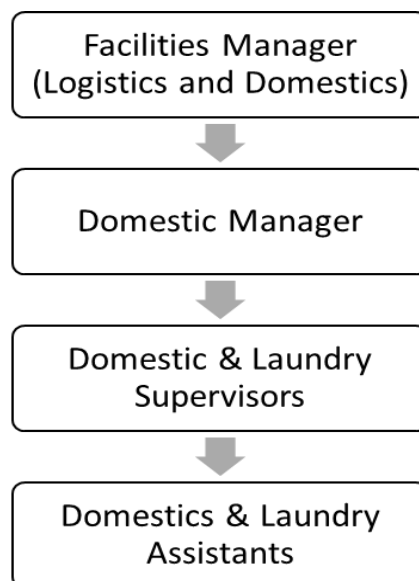 Facilities Manager
(Logistics and Domestics)
Domestic Manager
Domestic & Laundry
Supervisors
Domestics & Laundry
Assistants